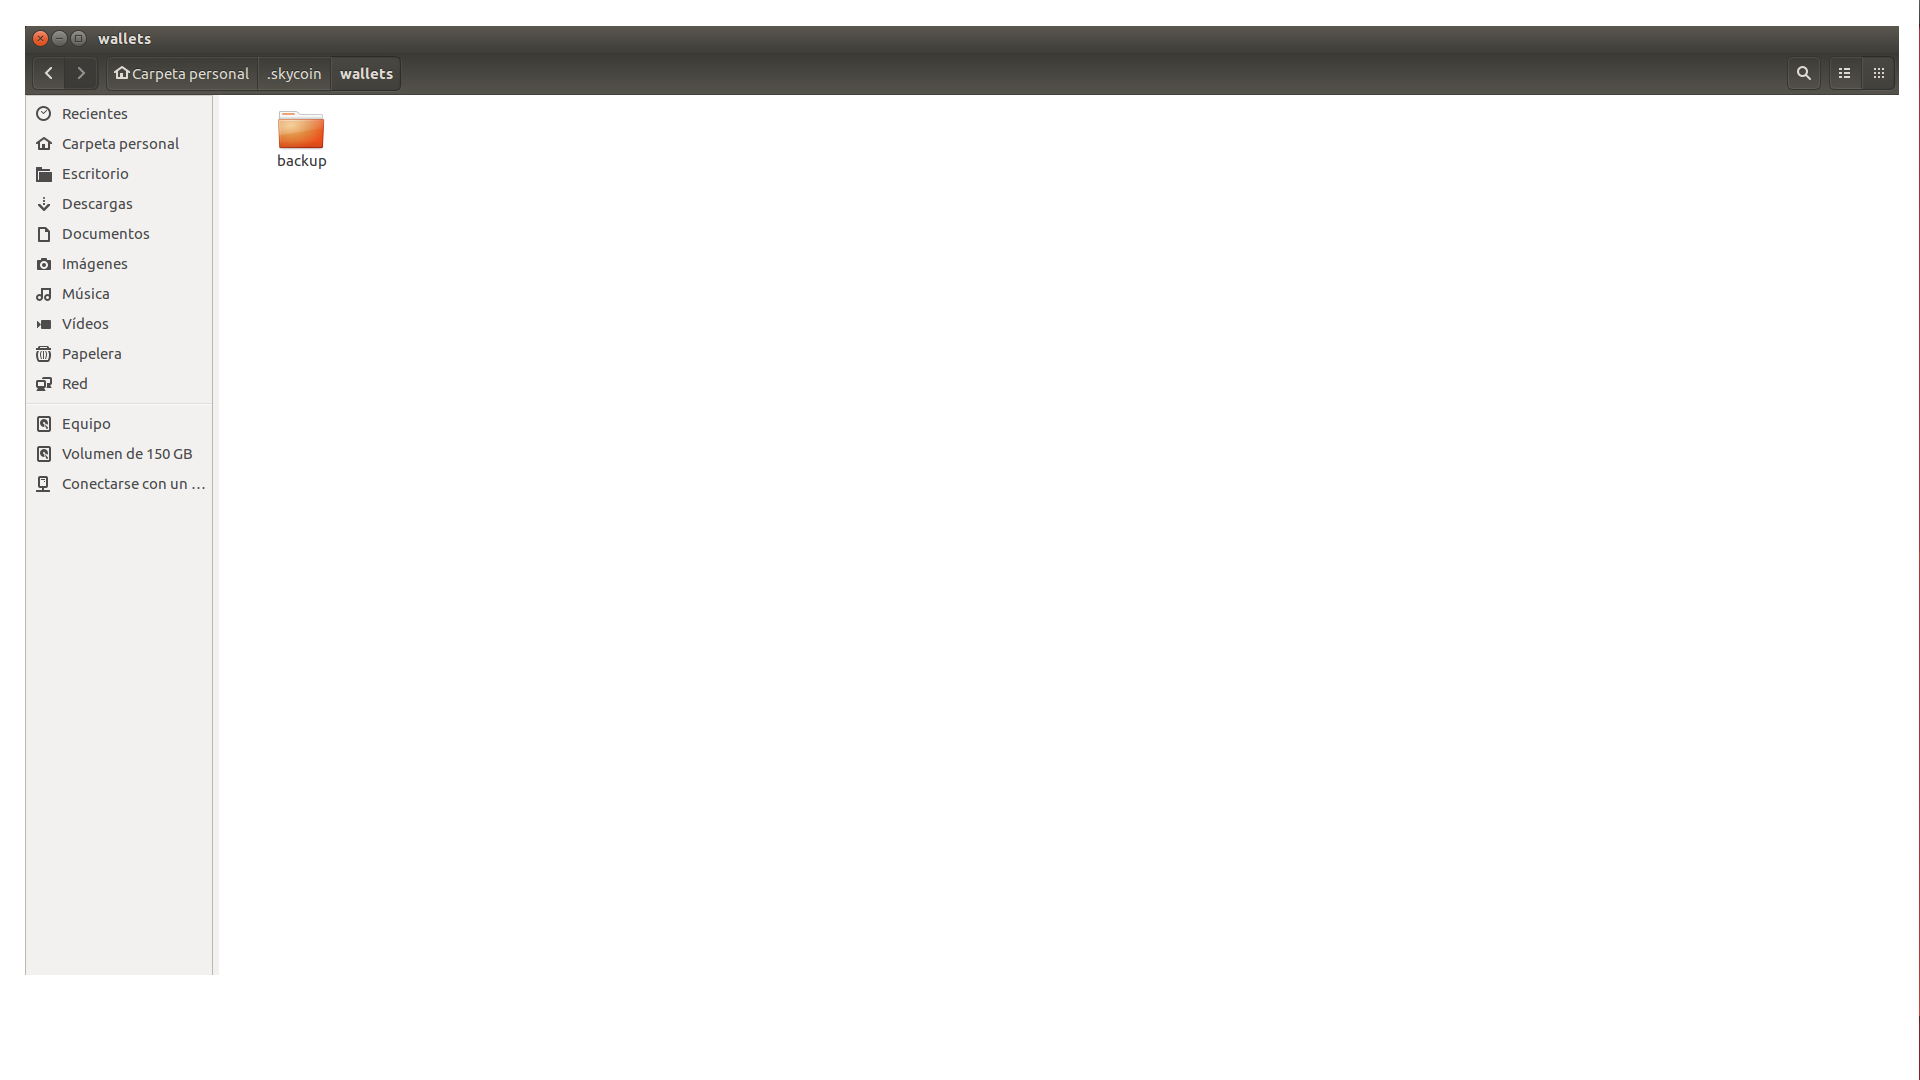 wallets
Carpeta personal .skycoin wallets
Recientes
Carpeta personal
Escritorio
Descargas
Documentos
Imágenes
Música
Vídeos
Papelera
Red
Equipo
Volumen de 150 GB
Conectarse con un …
backup